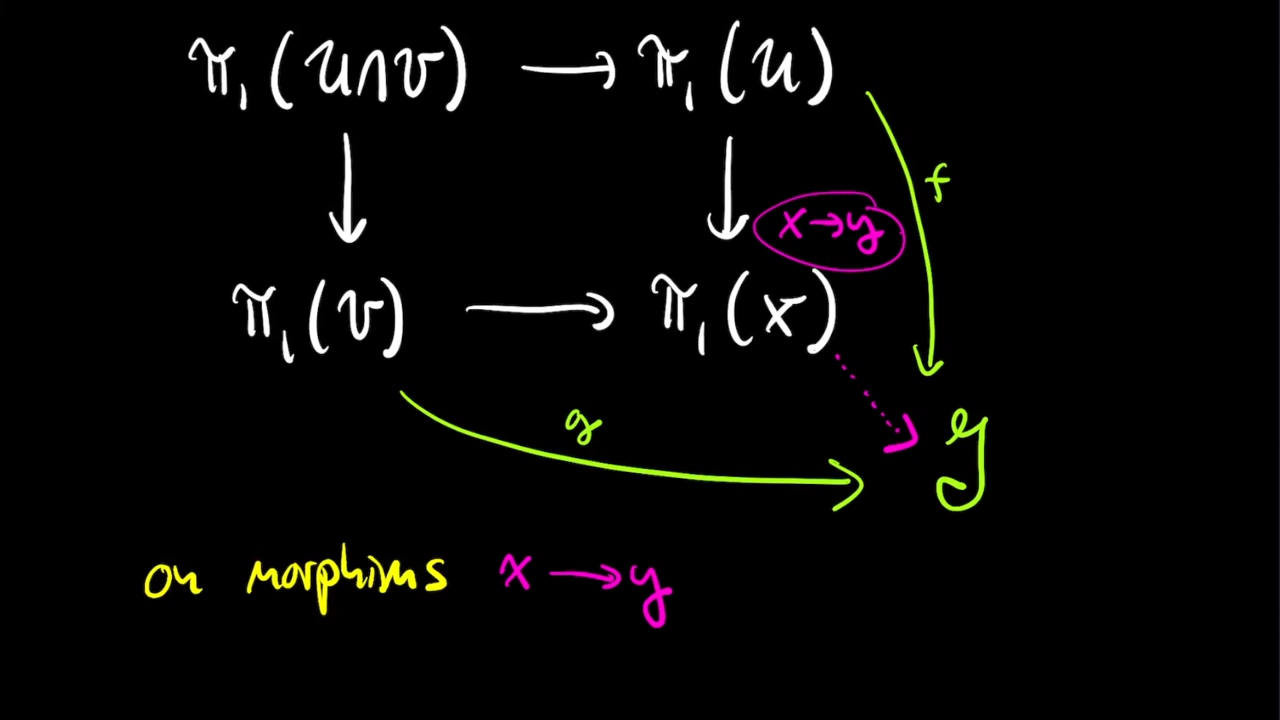 π₁(U∩V) → π₁(U)
f
x→y
π₁(V) → π₁(X)
g
y
on morphisms x → y